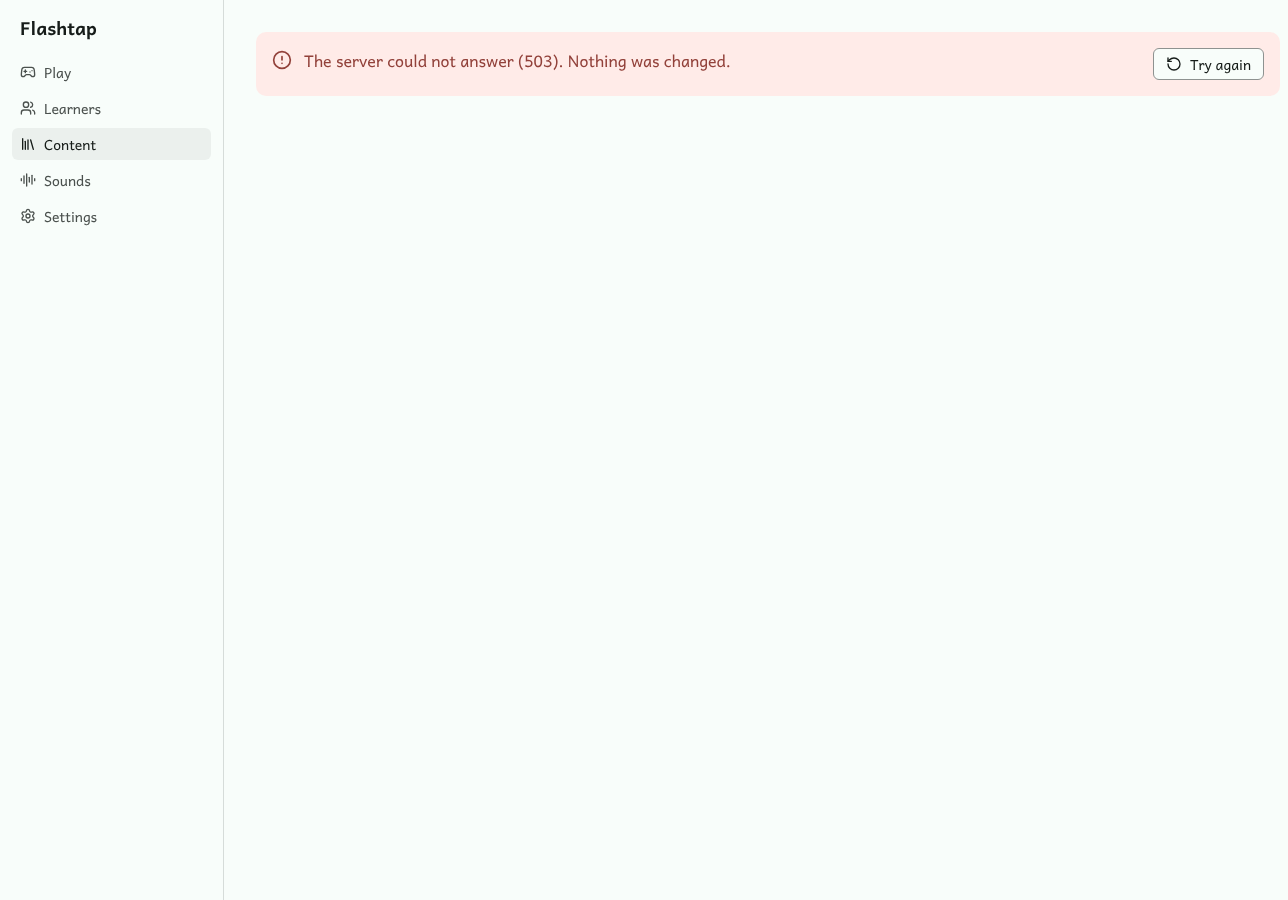 Flashtap
Play
Learners
Content
Sounds
Settings
The server could not answer (503). Nothing was changed.
Try again